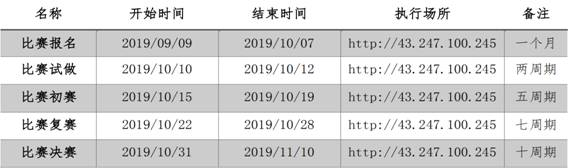 名称 开始时间 结束时间 执行场所 备注
比赛报名 2019/09/09 2019/10/07 http://43.247.100.245 一个月
比赛试做 2019/10/10 2019/10/12 http://43.247.100.245 两周期
比赛初赛 2019/10/15 2019/10/19 http://43.247.100.245 五周期
比赛复赛 2019/10/22 2019/10/28 http://43.247.100.245 七周期
比赛决赛 2019/10/31 2019/11/10 http://43.247.100.245 十周期